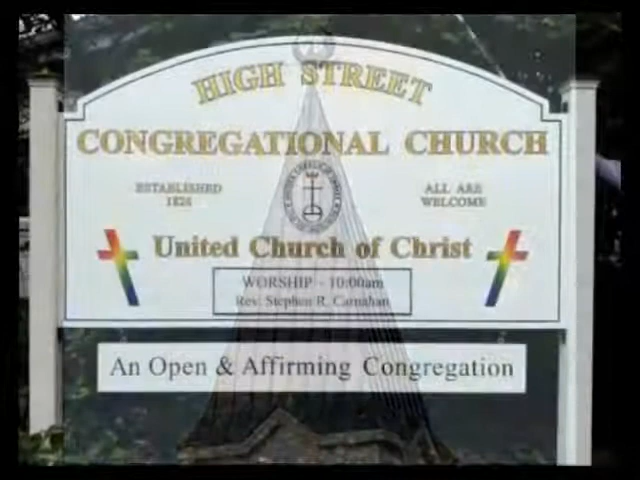 HIGH STREET
CONGREGATIONAL CHURCH
ESTABLISHED
1826
ALL ARE
WELCOME
United Church of Christ
WORSHIP - 10:00am
Rev. Stephen R. Carnahan
An Open & Affirming Congregation